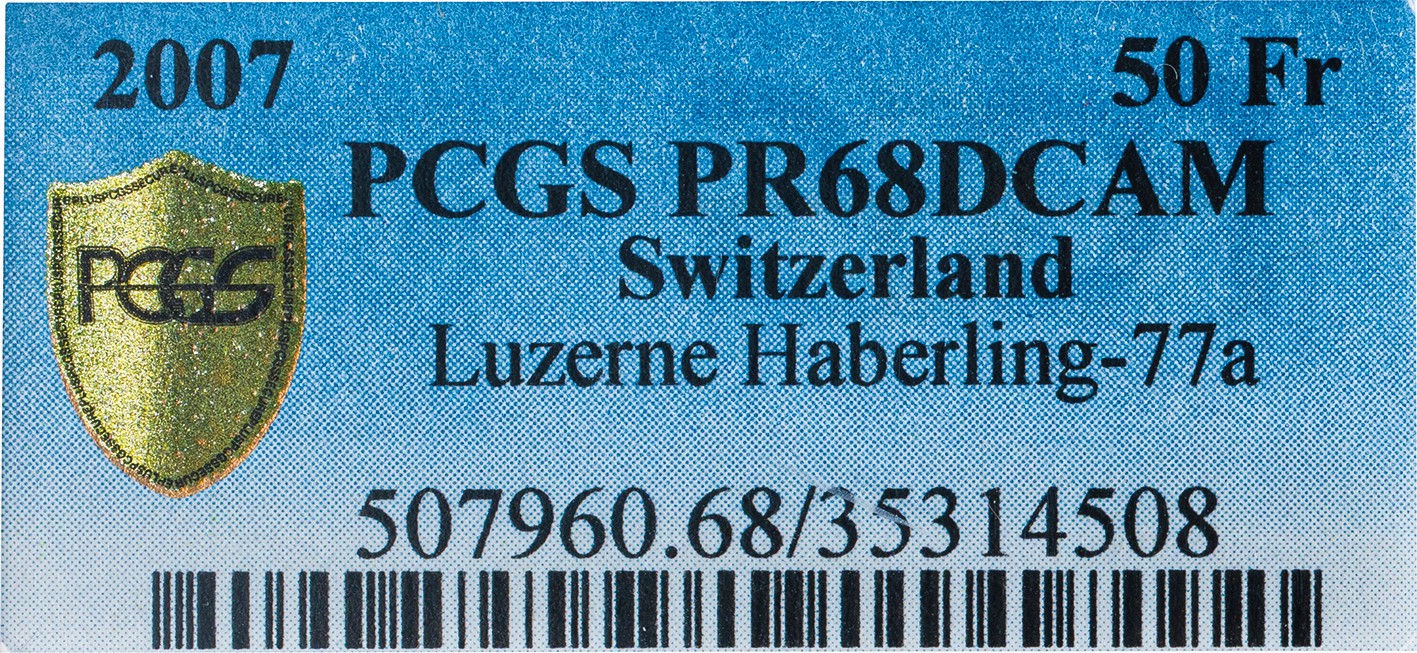 2007 50 Fr
PCGS PR68DCAM
Switzerland
PCGS
Luzerne Haberling-77a
507960.68/35314508